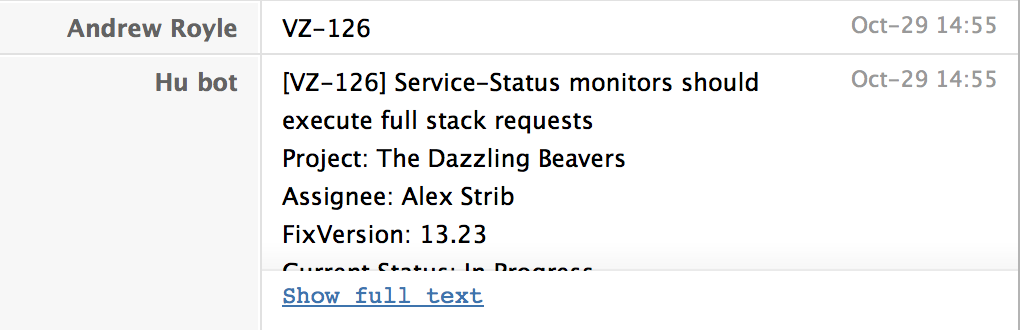 Andrew Royle VZ-126 Oct-29 14:55
Hu bot [VZ-126] Service-Status monitors should Oct-29 14:55
execute full stack requests
Project: The Dazzling Beavers
Assignee: Alex Strib
FixVersion: 13.23
Current Status: In Progress
Show full text